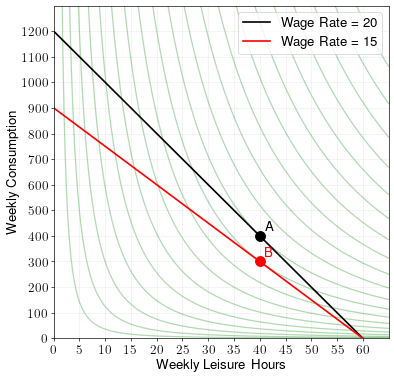 Wage Rate = 20
Wage Rate = 15
1200
1100
1000
900
800
700
600
500
400
300
200
100
0
A
B
0 5 10 15 20 25 30 35 40 45 50 55 60
Weekly Consumption
Weekly Leisure Hours